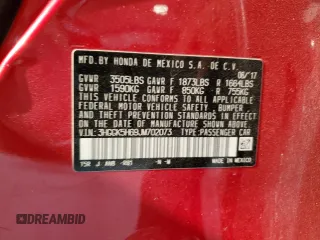 MFD. BY HONDA DE MEXICO S.A. DE C.V.
06/17
GVWR 3505LBS GAWR F 1873LBS R 1664LBS
GVWR 1590KG GAWR F 850KG R 755KG
THIS VEHICLE CONFORMS TO ALL APPLICABLE FEDERAL MOTOR
VEHICLE SAFETY, BUMPER, AND THEFT PREVENTION STANDARDS IN EFFECT ON THE DATE OF MANUFACTURE SHOWN ABOVE.
VIN: 3HGGK5H69JM702073 TYPE: PASSENGER CAR
MADE IN MEXICO
DREAMBID